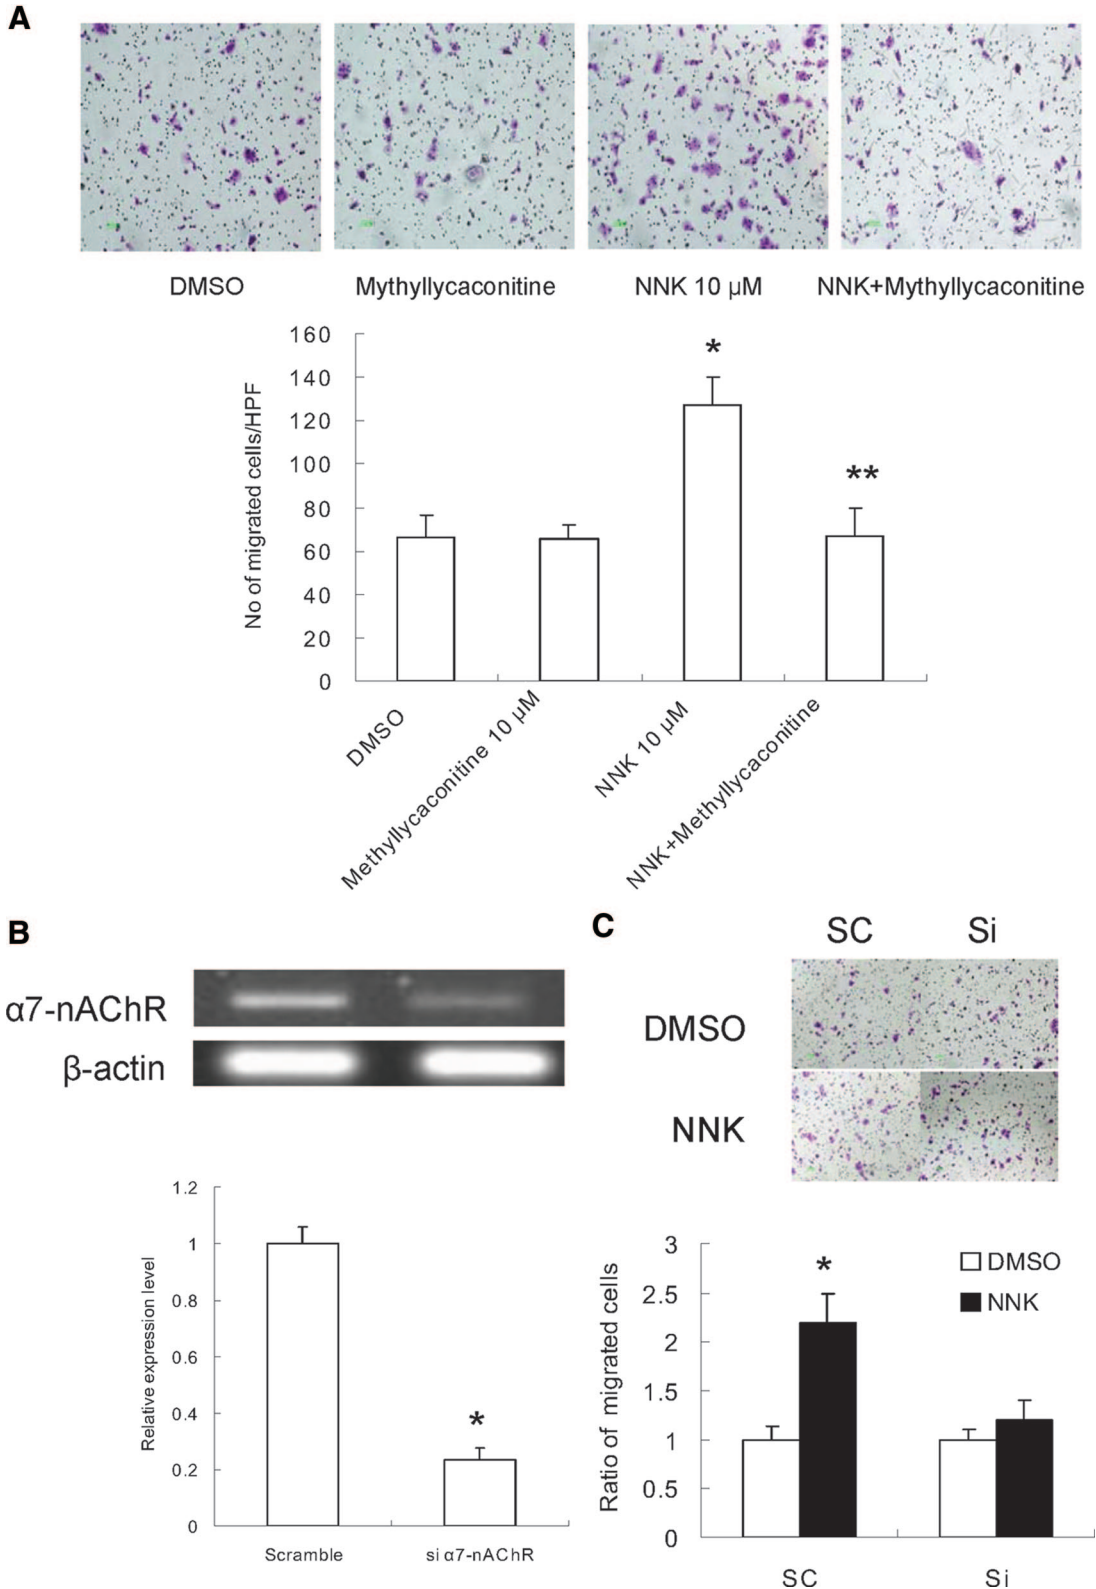 A
DMSO
Mythyllycaconitine
NNK 10 μM
NNK+Mythyllycaconitine
160
140
120
100
80
60
40
20
0
No of migrated cells/HPF
*
**
DMSO
Methyllycaconitine 10 μM
NNK 10 μM
NNK+Methyllycaconitine
B
α7-nAChR
β-actin
1.2
1
0.8
0.6
0.4
0.2
0
Relative expression level
*
Scramble
si α7-nAChR
C
SC Si
DMSO
NNK
3
2.5
2
1.5
1
0.5
0
Ratio of migrated cells
*
DMSO
NNK
SC
Si